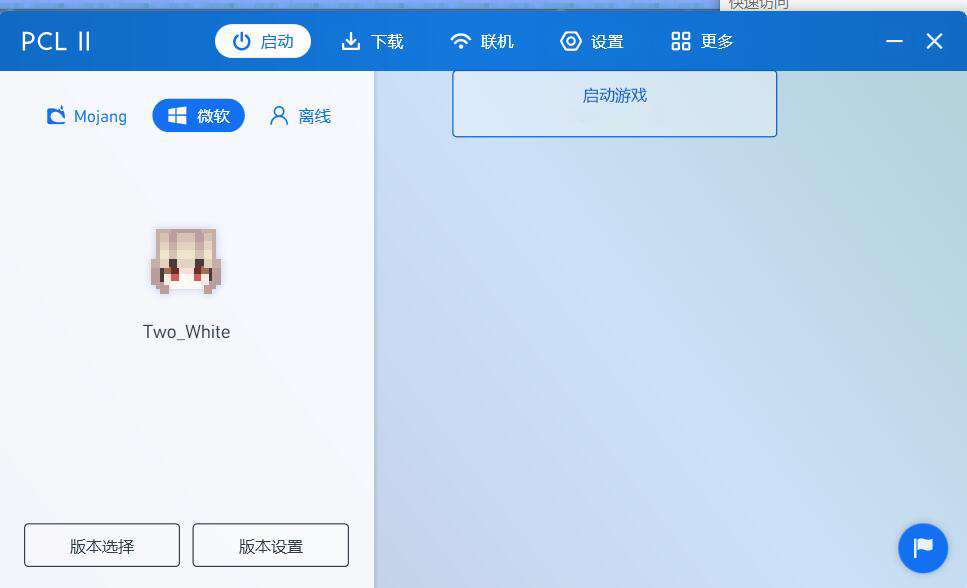 快速访问
PCL II
启动
下载
联机
设置
更多
Mojang
微软
离线
启动游戏
Two_White
版本选择
版本设置